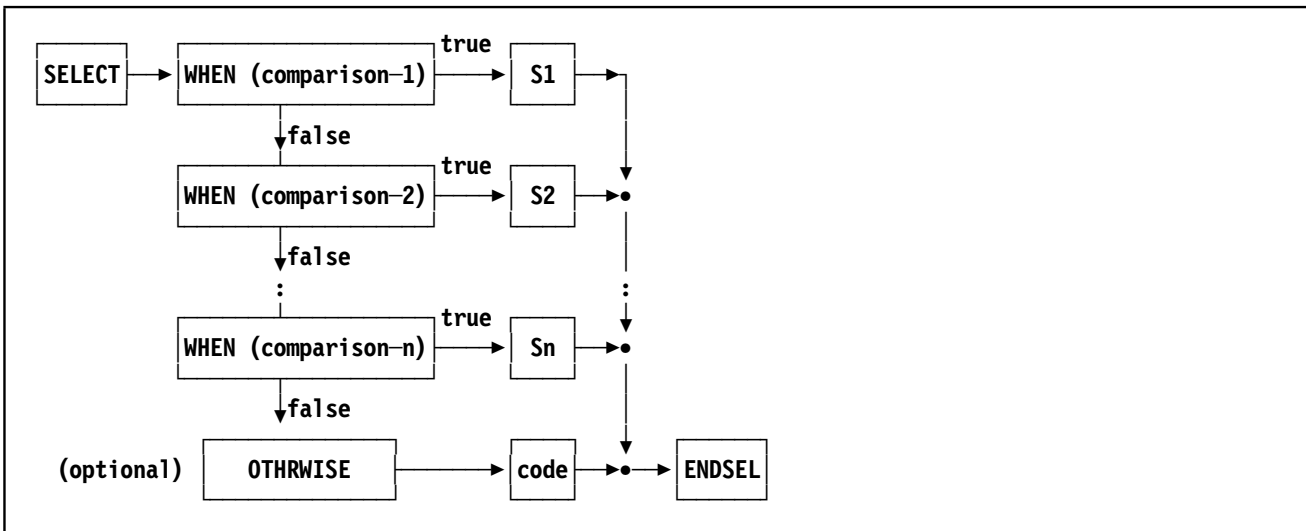 true
SELECT WHEN (comparison-1) S1
false
true
WHEN (comparison-2) S2
false
: :
true
WHEN (comparison-n) Sn
false
(optional) OTHRWISE code ENDSEL